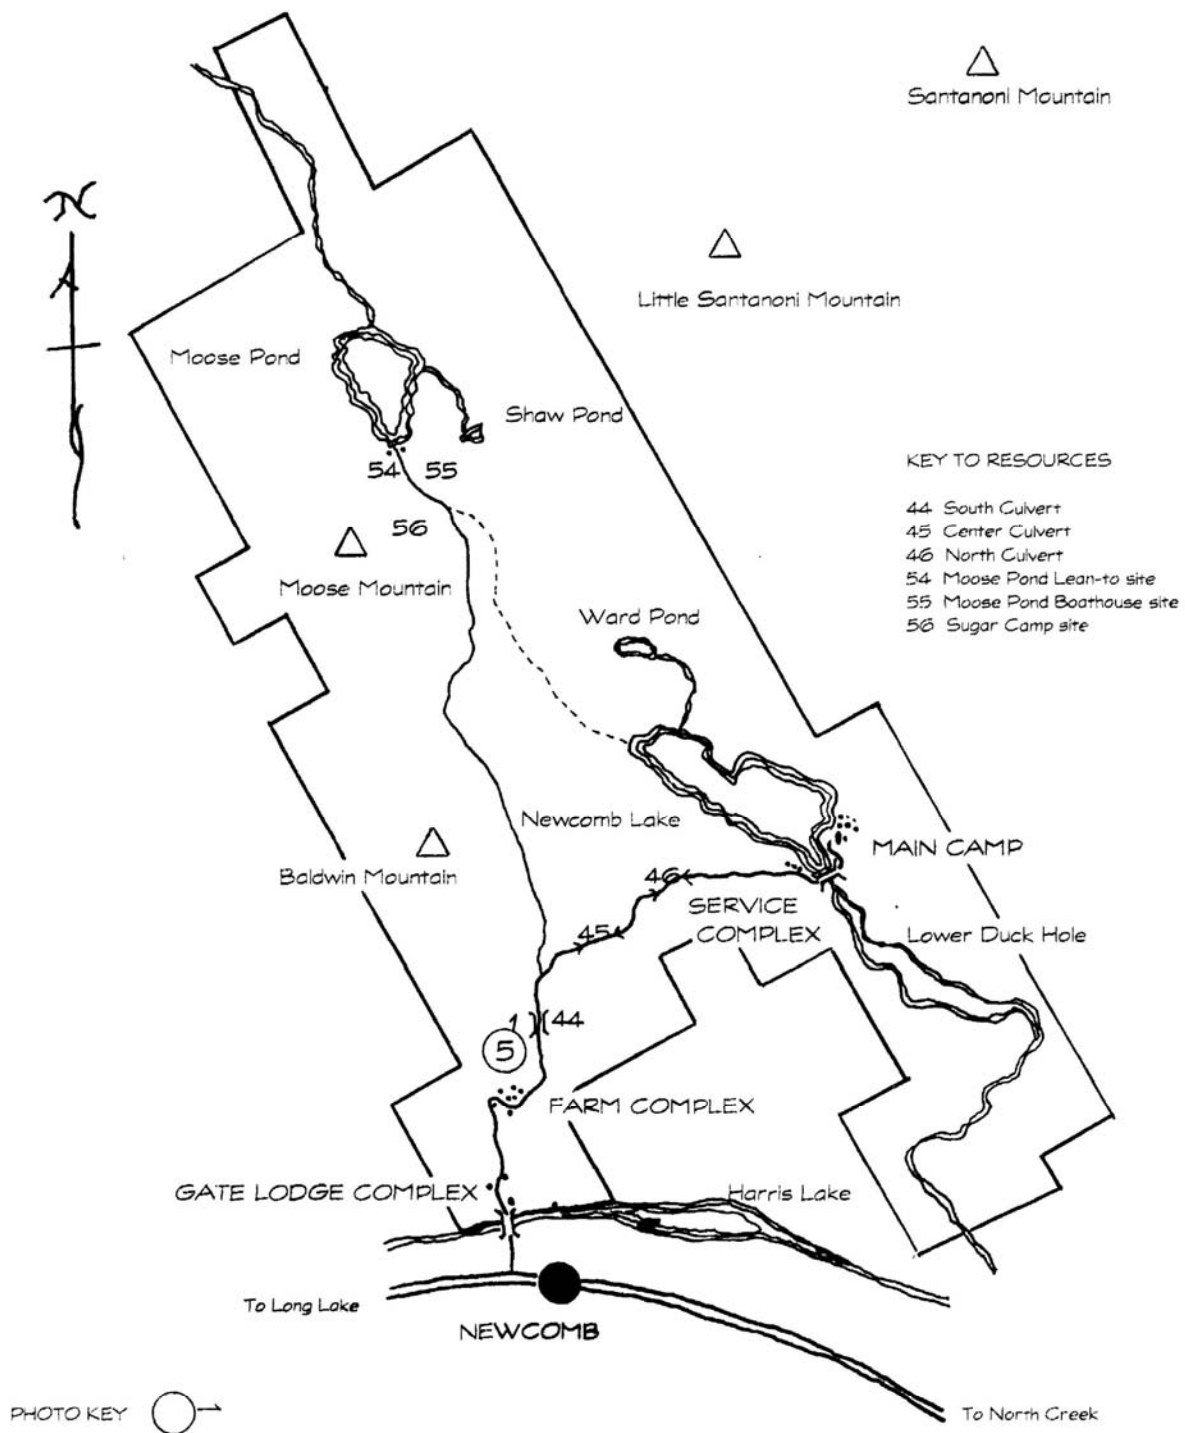 Santanoni Mountain
N
Little Santanoni Mountain
Moose Pond
Shaw Pond
54 55
56
KEY TO RESOURCES
44 South Culvert
45 Center Culvert
46 North Culvert
54 Moose Pond Lean-to site
55 Moose Pond Boathouse site
56 Sugar Camp site
Moose Mountain
Ward Pond
Newcomb Lake
MAIN CAMP
Baldwin Mountain
46
SERVICE
COMPLEX
45
Lower Duck Hole
1 44
5
FARM COMPLEX
GATE LODGE COMPLEX
Harris Lake
To Long Lake
NEWCOMB
PHOTO KEY 1
To North Creek